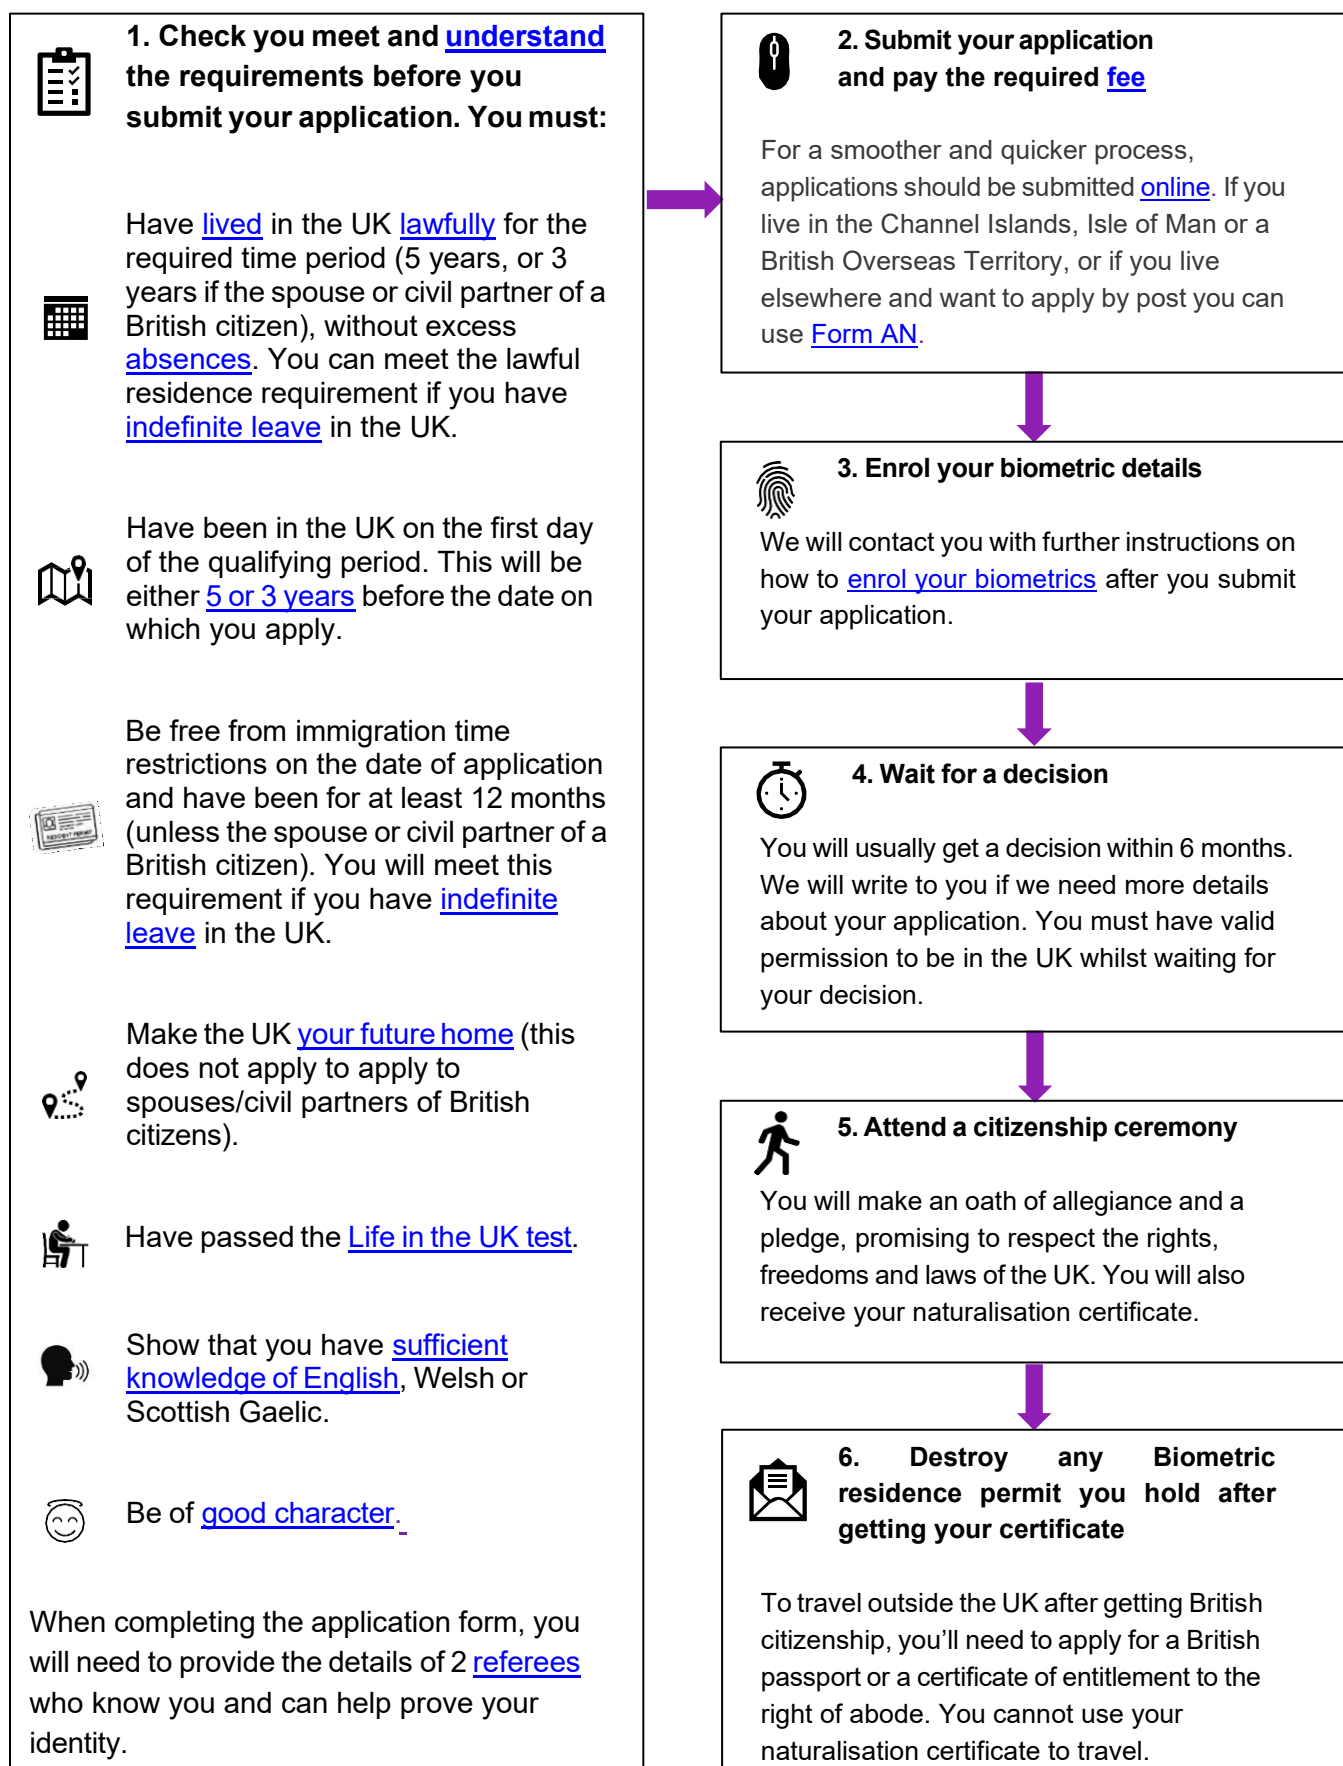 1. Check you meet and understand
the requirements before you
submit your application. You must:
Have lived in the UK lawfully for the
required time period (5 years, or 3
years if the spouse or civil partner of a
British citizen), without excess
absences. You can meet the lawful
residence requirement if you have
indefinite leave in the UK.
Have been in the UK on the first day
of the qualifying period. This will be
either 5 or 3 years before the date on
which you apply.
Be free from immigration time
restrictions on the date of application
and have been for at least 12 months
(unless the spouse or civil partner of a
British citizen). You will meet this
requirement if you have indefinite
leave in the UK.
RESIDENT PERMIT
Make the UK your future home (this
does not apply to apply to
spouses/civil partners of British
citizens).
Have passed the Life in the UK test.
Show that you have sufficient
knowledge of English, Welsh or
Scottish Gaelic.
Be of good character.
When completing the application form, you
will need to provide the details of 2 referees
who know you and can help prove your
identity.
2. Submit your application
and pay the required fee
For a smoother and quicker process,
applications should be submitted online. If you
live in the Channel Islands, Isle of Man or a
British Overseas Territory, or if you live
elsewhere and want to apply by post you can
use Form AN.
3. Enrol your biometric details
We will contact you with further instructions on
how to enrol your biometrics after you submit
your application.
4. Wait for a decision
You will usually get a decision within 6 months.
We will write to you if we need more details
about your application. You must have valid
permission to be in the UK whilst waiting for
your decision.
5. Attend a citizenship ceremony
You will make an oath of allegiance and a
pledge, promising to respect the rights,
freedoms and laws of the UK. You will also
receive your naturalisation certificate.
6. Destroy any Biometric
residence permit you hold after
getting your certificate
To travel outside the UK after getting British
citizenship, you'll need to apply for a British
passport or a certificate of entitlement to the
right of abode. You cannot use your
naturalisation certificate to travel.